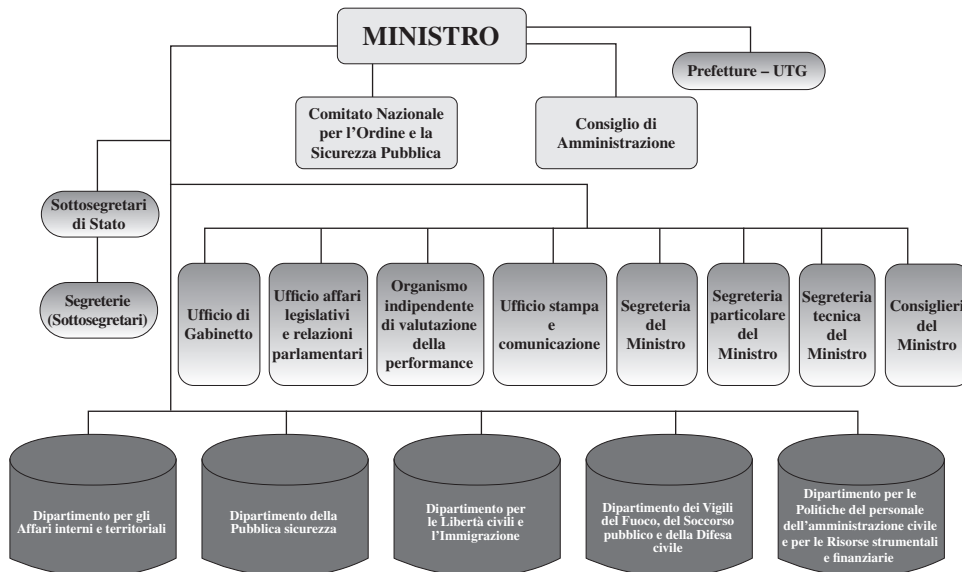 MINISTRO
Prefetture – UTG
Comitato Nazionale
per l'Ordine e la
Sicurezza Pubblica
Consiglio di
Amministrazione
Sottosegretari
di Stato
Segreterie
(Sottosegretari)
Ufficio di
Gabinetto
Ufficio affari
legislativi
e relazioni
parlamentari
Organismo
indipendente
di valutazione
della
performance
Ufficio stampa
e
comunicazione
Segreteria
del
Ministro
Segreteria
particolare
del
Ministro
Segreteria
tecnica
del
Ministro
Consiglieri
del
Ministro
Dipartimento per gli
Affari interni e territoriali
Dipartimento della
Pubblica sicurezza
Dipartimento per
le Libertà civili e
l'Immigrazione
Dipartimento dei Vigili
del Fuoco, del Soccorso
pubblico e della Difesa
civile
Dipartimento per le
Politiche del personale
dell'amministrazione civile
e per le Risorse strumentali
e finanziarie